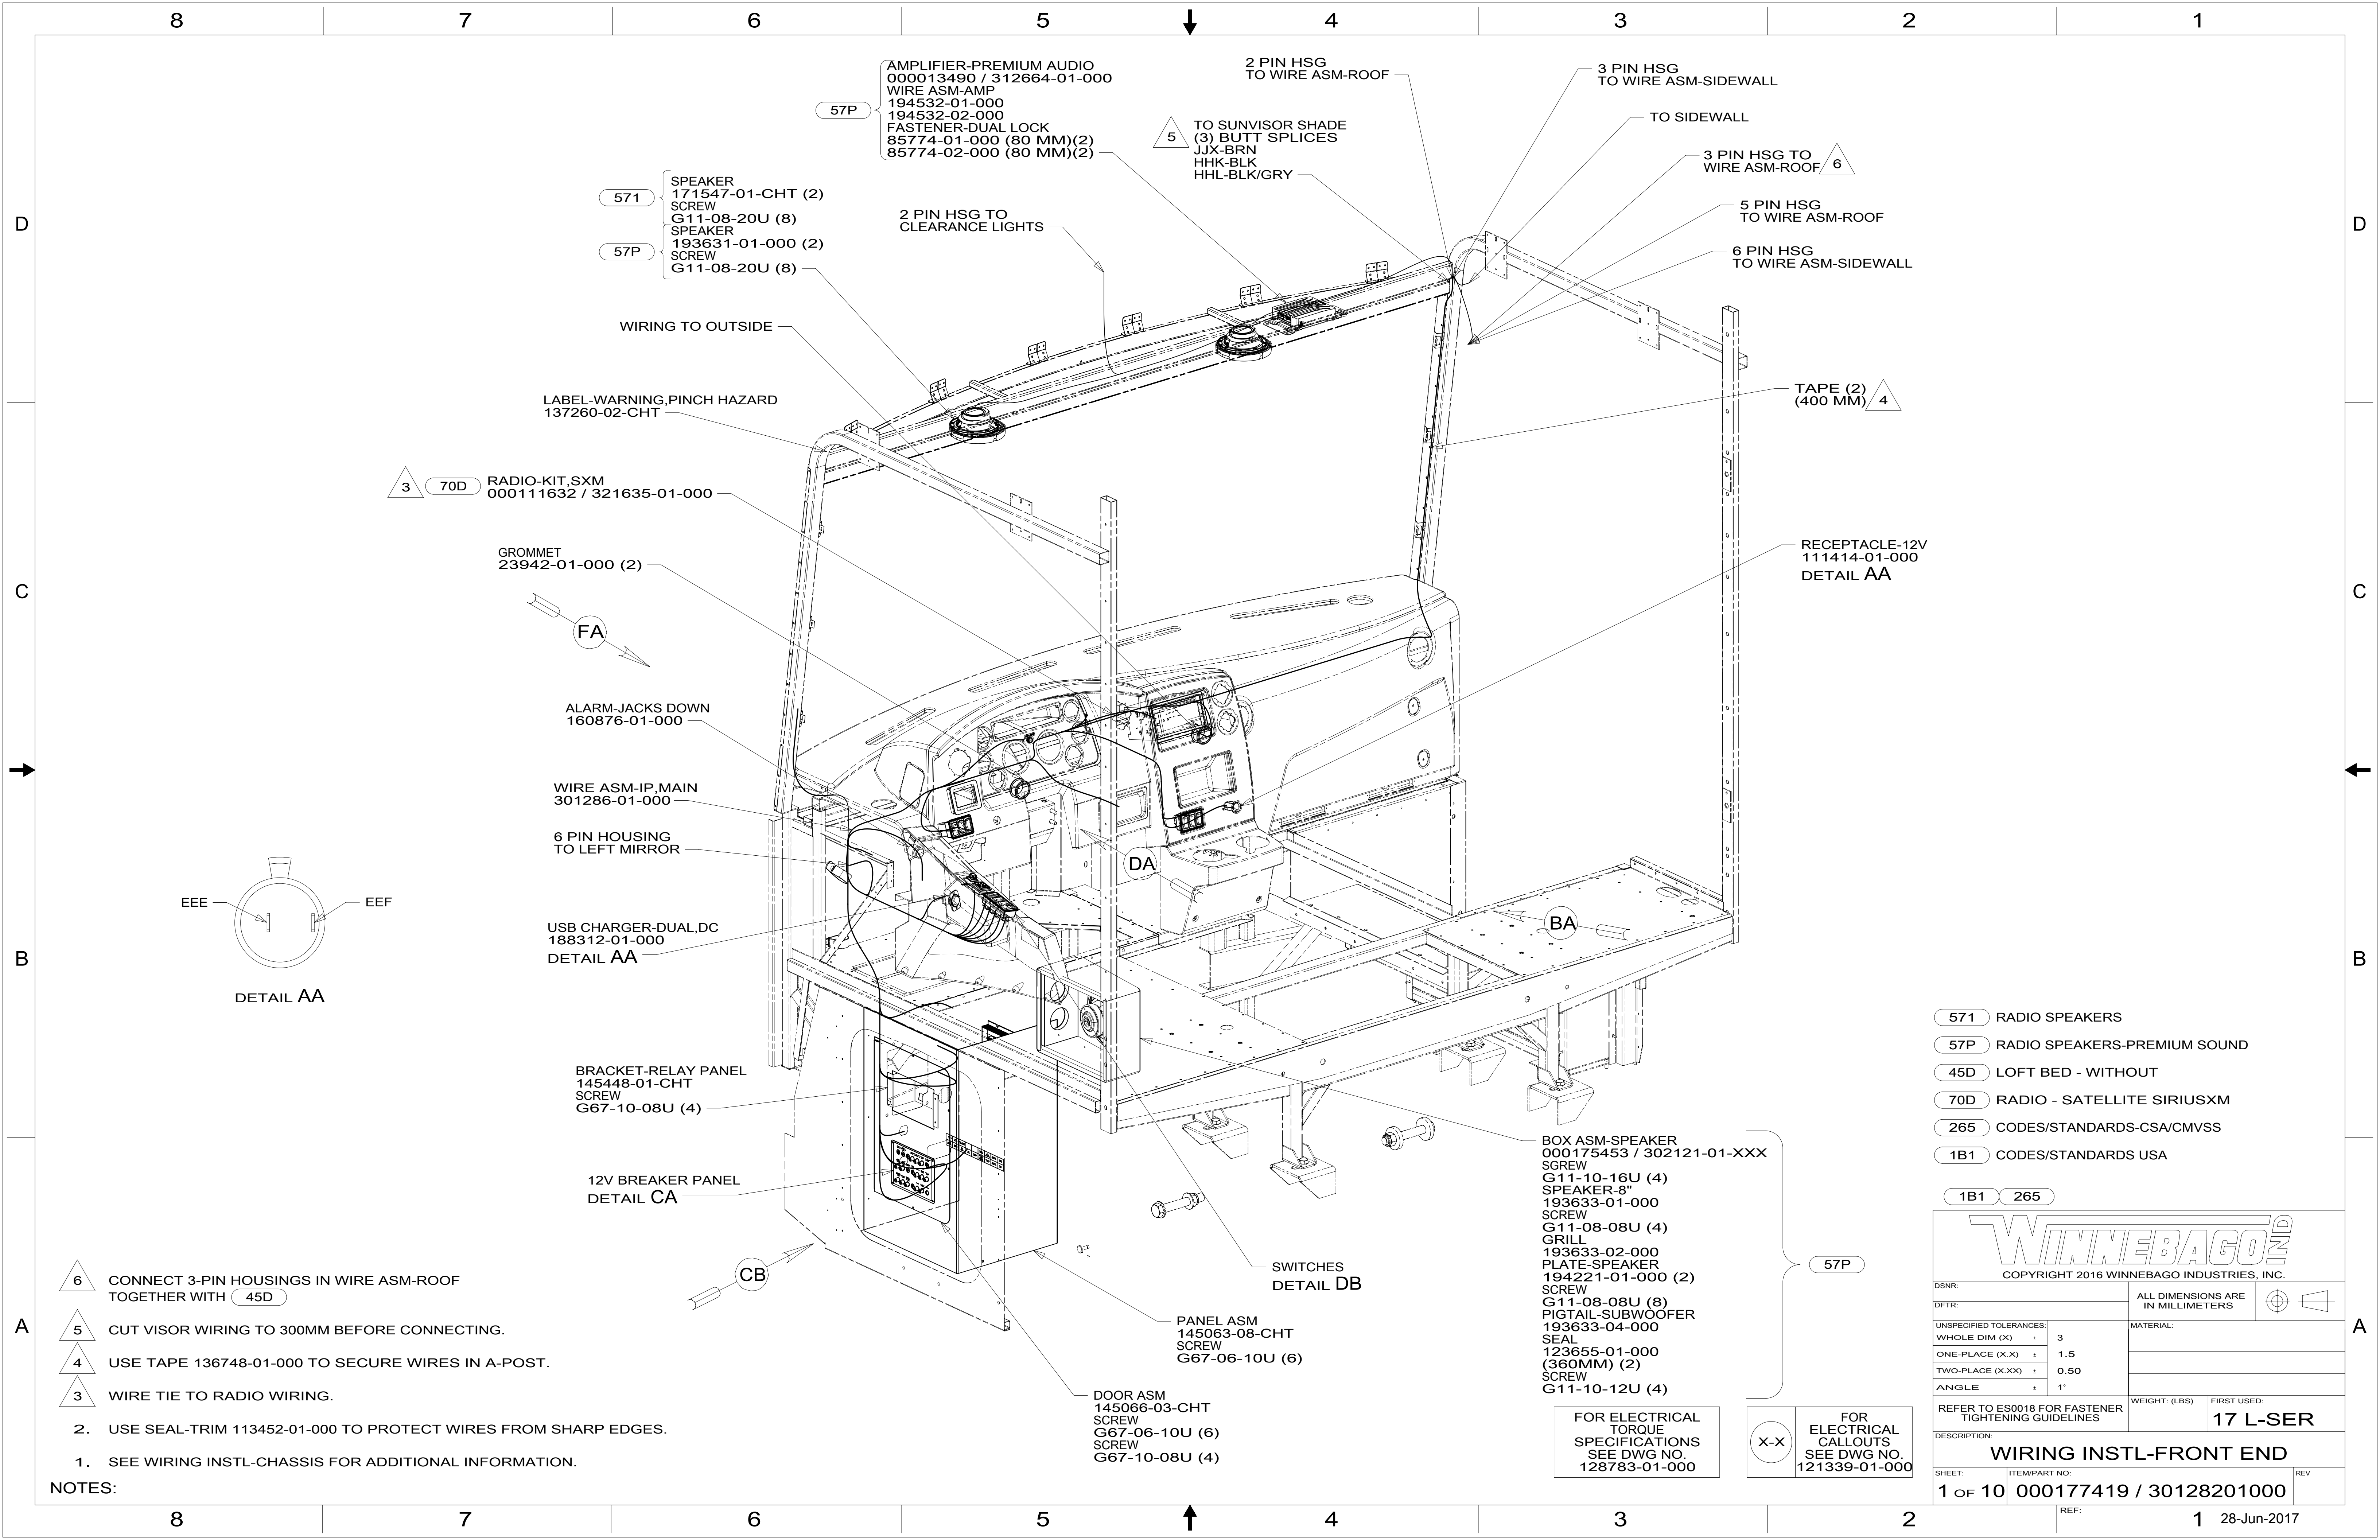 8 7 6 5 4 3 2 1
D
C
B
A
AMPLIFIER-PREMIUM AUDIO
000013490 / 312664-01-000
WIRE ASM-AMP
194532-01-000
194532-02-000
FASTENER-DUAL LOCK
85774-01-000 (80 MM)(2)
85774-02-000 (80 MM)(2)
57P
2 PIN HSG
TO WIRE ASM-ROOF
3 PIN HSG
TO WIRE ASM-SIDEWALL
TO SIDEWALL
5
TO SUNVISOR SHADE
(3) BUTT SPLICES
JJX-BRN
HHK-BLK
HHL-BLK/GRY
3 PIN HSG TO
WIRE ASM-ROOF
6
5 PIN HSG
TO WIRE ASM-ROOF
6 PIN HSG
TO WIRE ASM-SIDEWALL
571
SPEAKER
171547-01-CHT (2)
SCREW
G11-08-20U (8)
57P
SPEAKER
193631-01-000 (2)
SCREW
G11-08-20U (8)
2 PIN HSG TO
CLEARANCE LIGHTS
WIRING TO OUTSIDE
LABEL-WARNING,PINCH HAZARD
137260-02-CHT
TAPE (2)
(400 MM)
4
3
70D
RADIO-KIT,SXM
000111632 / 321635-01-000
GROMMET
23942-01-000 (2)
RECEPTACLE-12V
111414-01-000
DETAIL AA
FA
ALARM-JACKS DOWN
160876-01-000
WIRE ASM-IP,MAIN
301286-01-000
6 PIN HOUSING
TO LEFT MIRROR
DA
BA
EEE
EEF
DETAIL AA
USB CHARGER-DUAL,DC
188312-01-000
DETAIL AA
BRACKET-RELAY PANEL
145448-01-CHT
SCREW
G67-10-08U (4)
12V BREAKER PANEL
DETAIL CA
CB
SWITCHES
DETAIL DB
PANEL ASM
145063-08-CHT
SCREW
G67-06-10U (6)
DOOR ASM
145066-03-CHT
SCREW
G67-06-10U (6)
SCREW
G67-10-08U (4)
BOX ASM-SPEAKER
000175453 / 302121-01-XXX
SGREW
G11-10-16U (4)
SPEAKER-8"
193633-01-000
SCREW
G11-08-08U (4)
GRILL
193633-02-000
PLATE-SPEAKER
194221-01-000 (2)
SCREW
G11-08-08U (8)
PIGTAIL-SUBWOOFER
193633-04-000
SEAL
123655-01-000
(360MM) (2)
SCREW
G11-10-12U (4)
57P
571 RADIO SPEAKERS
57P RADIO SPEAKERS-PREMIUM SOUND
45D LOFT BED - WITHOUT
70D RADIO - SATELLITE SIRIUSXM
265 CODES/STANDARDS-CSA/CMVSS
1B1 CODES/STANDARDS USA
1B1 265
6 CONNECT 3-PIN HOUSINGS IN WIRE ASM-ROOF
TOGETHER WITH 45D
5 CUT VISOR WIRING TO 300MM BEFORE CONNECTING.
4 USE TAPE 136748-01-000 TO SECURE WIRES IN A-POST.
3 WIRE TIE TO RADIO WIRING.
2. USE SEAL-TRIM 113452-01-000 TO PROTECT WIRES FROM SHARP EDGES.
1. SEE WIRING INSTL-CHASSIS FOR ADDITIONAL INFORMATION.
NOTES:
FOR ELECTRICAL
TORQUE
SPECIFICATIONS
SEE DWG NO.
128783-01-000
X-X
FOR
ELECTRICAL
CALLOUTS
SEE DWG NO.
121339-01-000
WINNEBAGO IND
COPYRIGHT 2016 WINNEBAGO INDUSTRIES, INC.
DSNR:
DFTR:
ALL DIMENSIONS ARE
IN MILLIMETERS
UNSPECIFIED TOLERANCES:
WHOLE DIM (X) ± 3
ONE-PLACE (X.X) ± 1.5
TWO-PLACE (X.XX) ± 0.50
ANGLE ± 1°
MATERIAL:
REFER TO ES0018 FOR FASTENER
TIGHTENING GUIDELINES
WEIGHT: (LBS)
FIRST USED:
17 L-SER
DESCRIPTION:
WIRING INSTL-FRONT END
SHEET:
1 OF 10
ITEM/PART NO:
000177419 / 30128201000
REV
REF:
28-Jun-2017
D
C
B
A
8 7 6 5 4 3 2 1